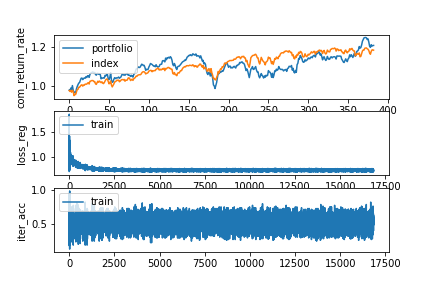 com_return_rate
1.2
1.0
portfolio
index
0 50 100 150 200 250 300 350 400
loss_reg
1.5
1.0
train
0 2500 5000 7500 10000 12500 15000 17500
iter_acc
1.0
0.5
train
0 2500 5000 7500 10000 12500 15000 17500